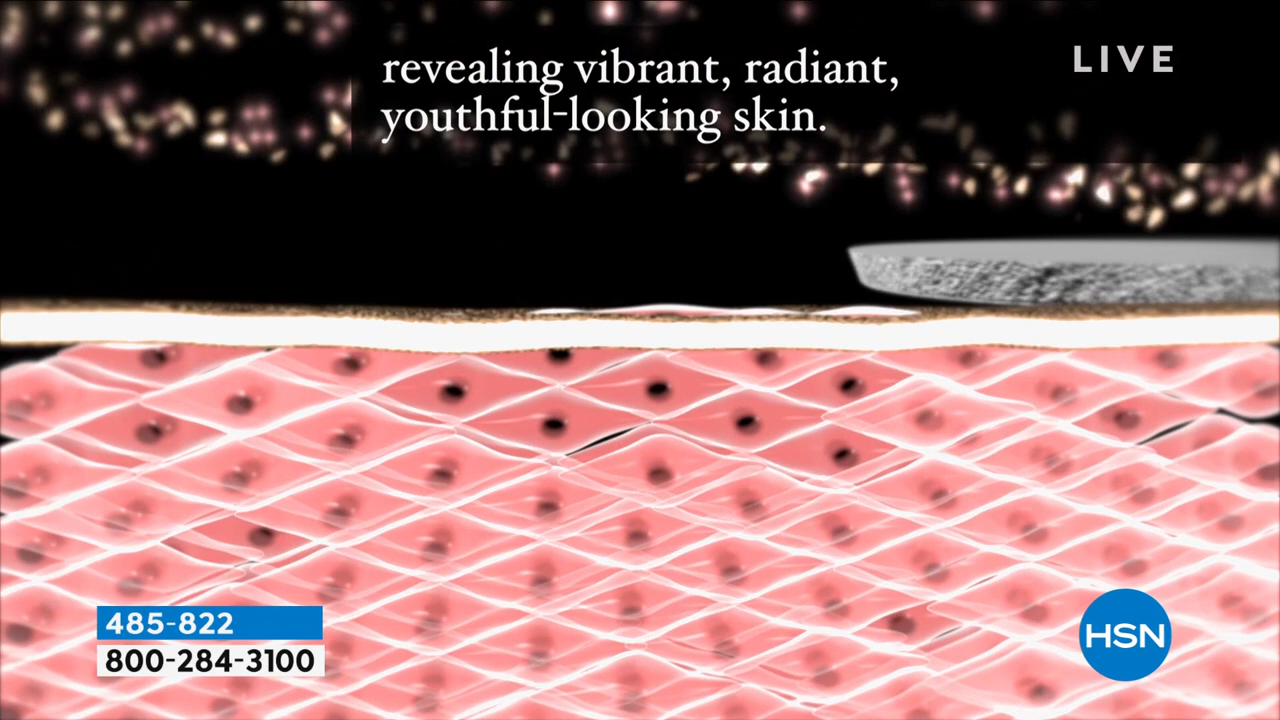 revealing vibrant, radiant,
youthful-looking skin.
LIVE
485-822
800-284-3100
HSN